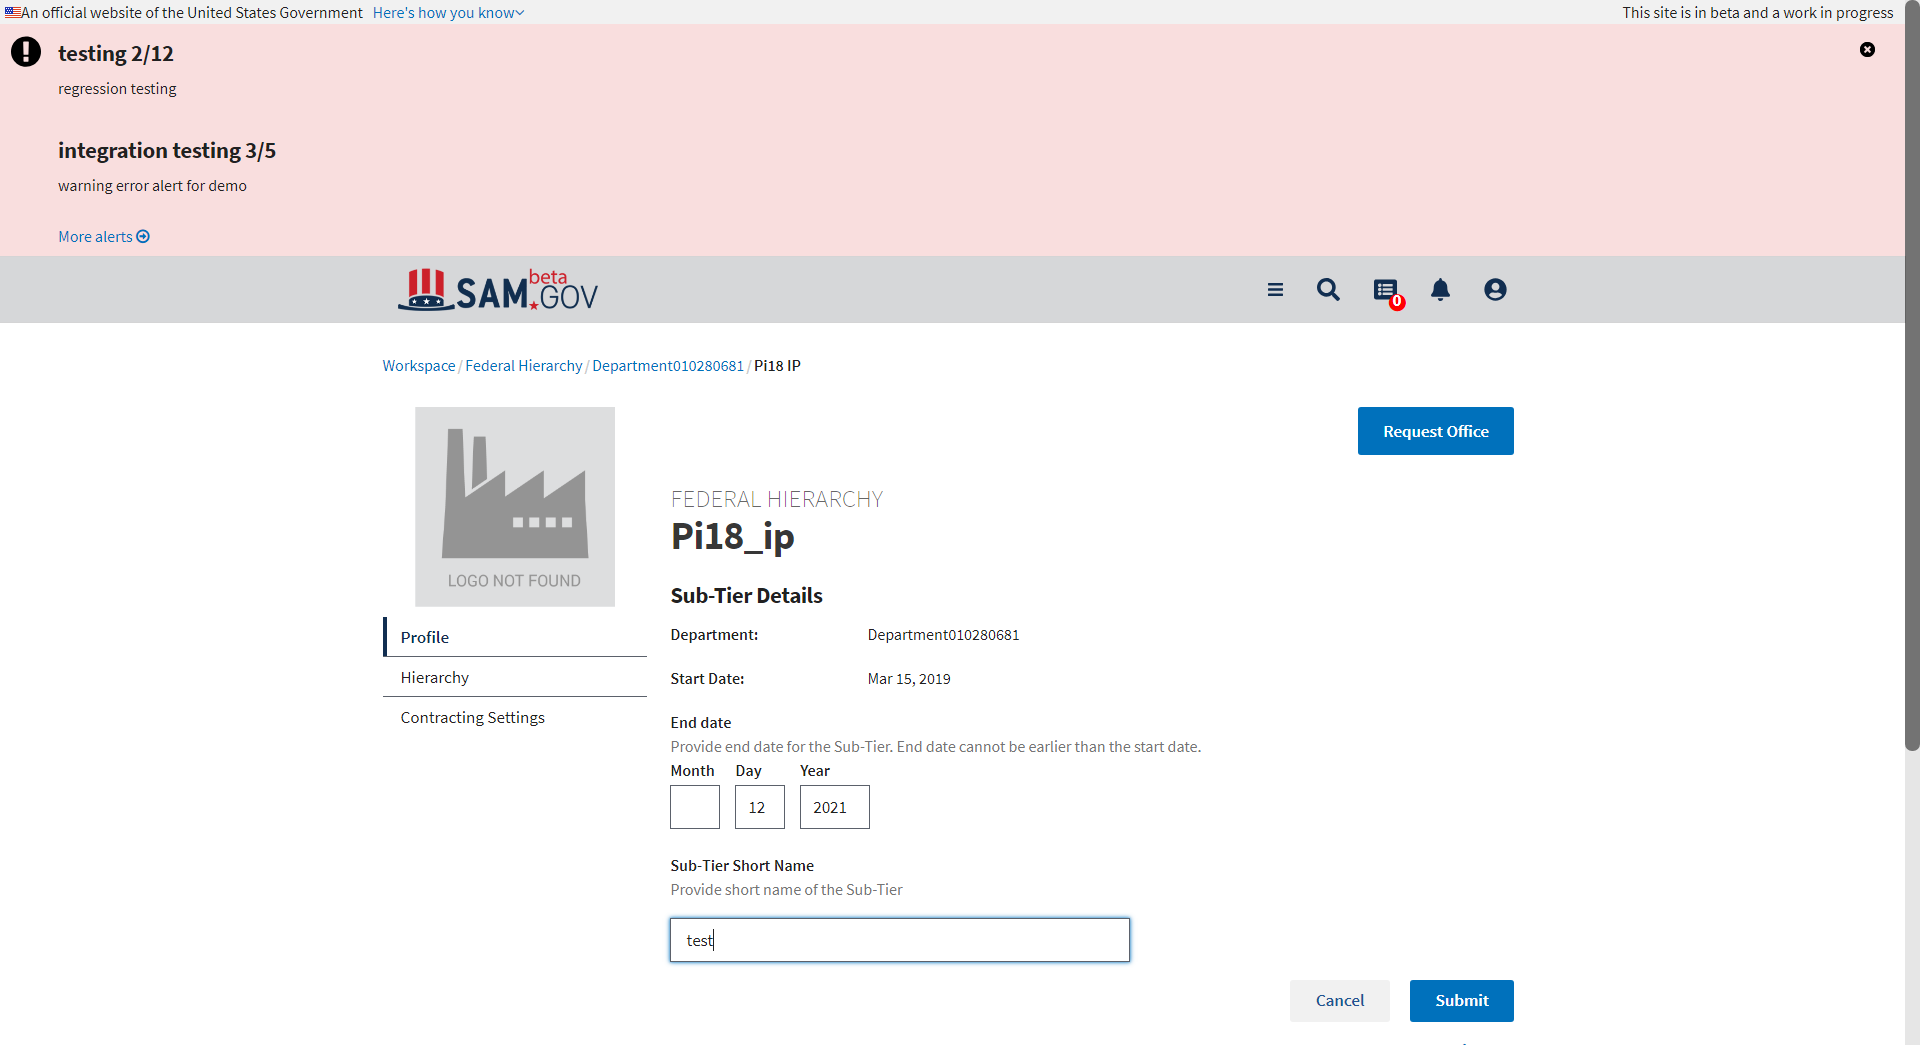 An official website of the United States Government Here's how you know
This site is in beta and a work in progress
testing 2/12
regression testing
integration testing 3/5
warning error alert for demo
More alerts
SAM.GOV beta
0
Workspace / Federal Hierarchy / Department010280681 / Pi18 IP
LOGO NOT FOUND
Request Office
FEDERAL HIERARCHY
Pi18_ip
Profile
Hierarchy
Contracting Settings
Sub-Tier Details
Department: Department010280681
Start Date: Mar 15, 2019
End date
Provide end date for the Sub-Tier. End date cannot be earlier than the start date.
Month Day Year
12 2021
Sub-Tier Short Name
Provide short name of the Sub-Tier
test
Cancel Submit